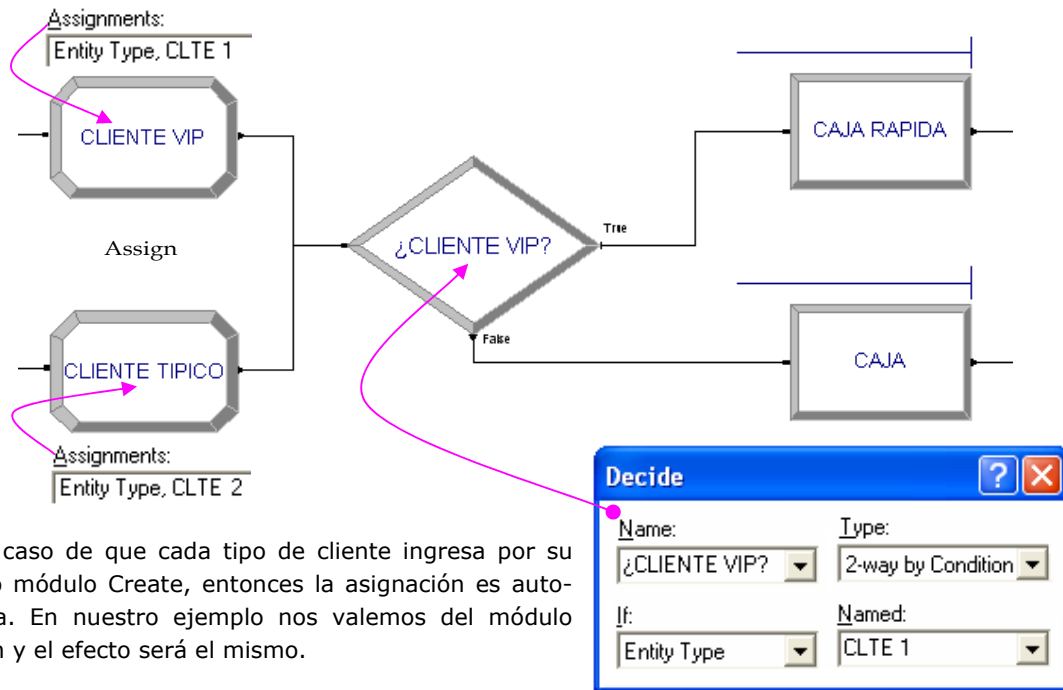 Assignments:
Entity Type, CLTE 1
CLIENTE VIP
CAJA RAPIDA
Assign
¿CLIENTE VIP?
True
False
CLIENTE TIPICO
CAJA
Assignments:
Entity Type, CLTE 2
Decide
Name:
Type:
¿CLIENTE VIP?
2-way by Condition
If:
Named:
Entity Type
CLTE 1
caso de que cada tipo de cliente ingresa por su
módulo Create, entonces la asignación es auto-
En nuestro ejemplo nos valemos del módulo
y el efecto será el mismo.